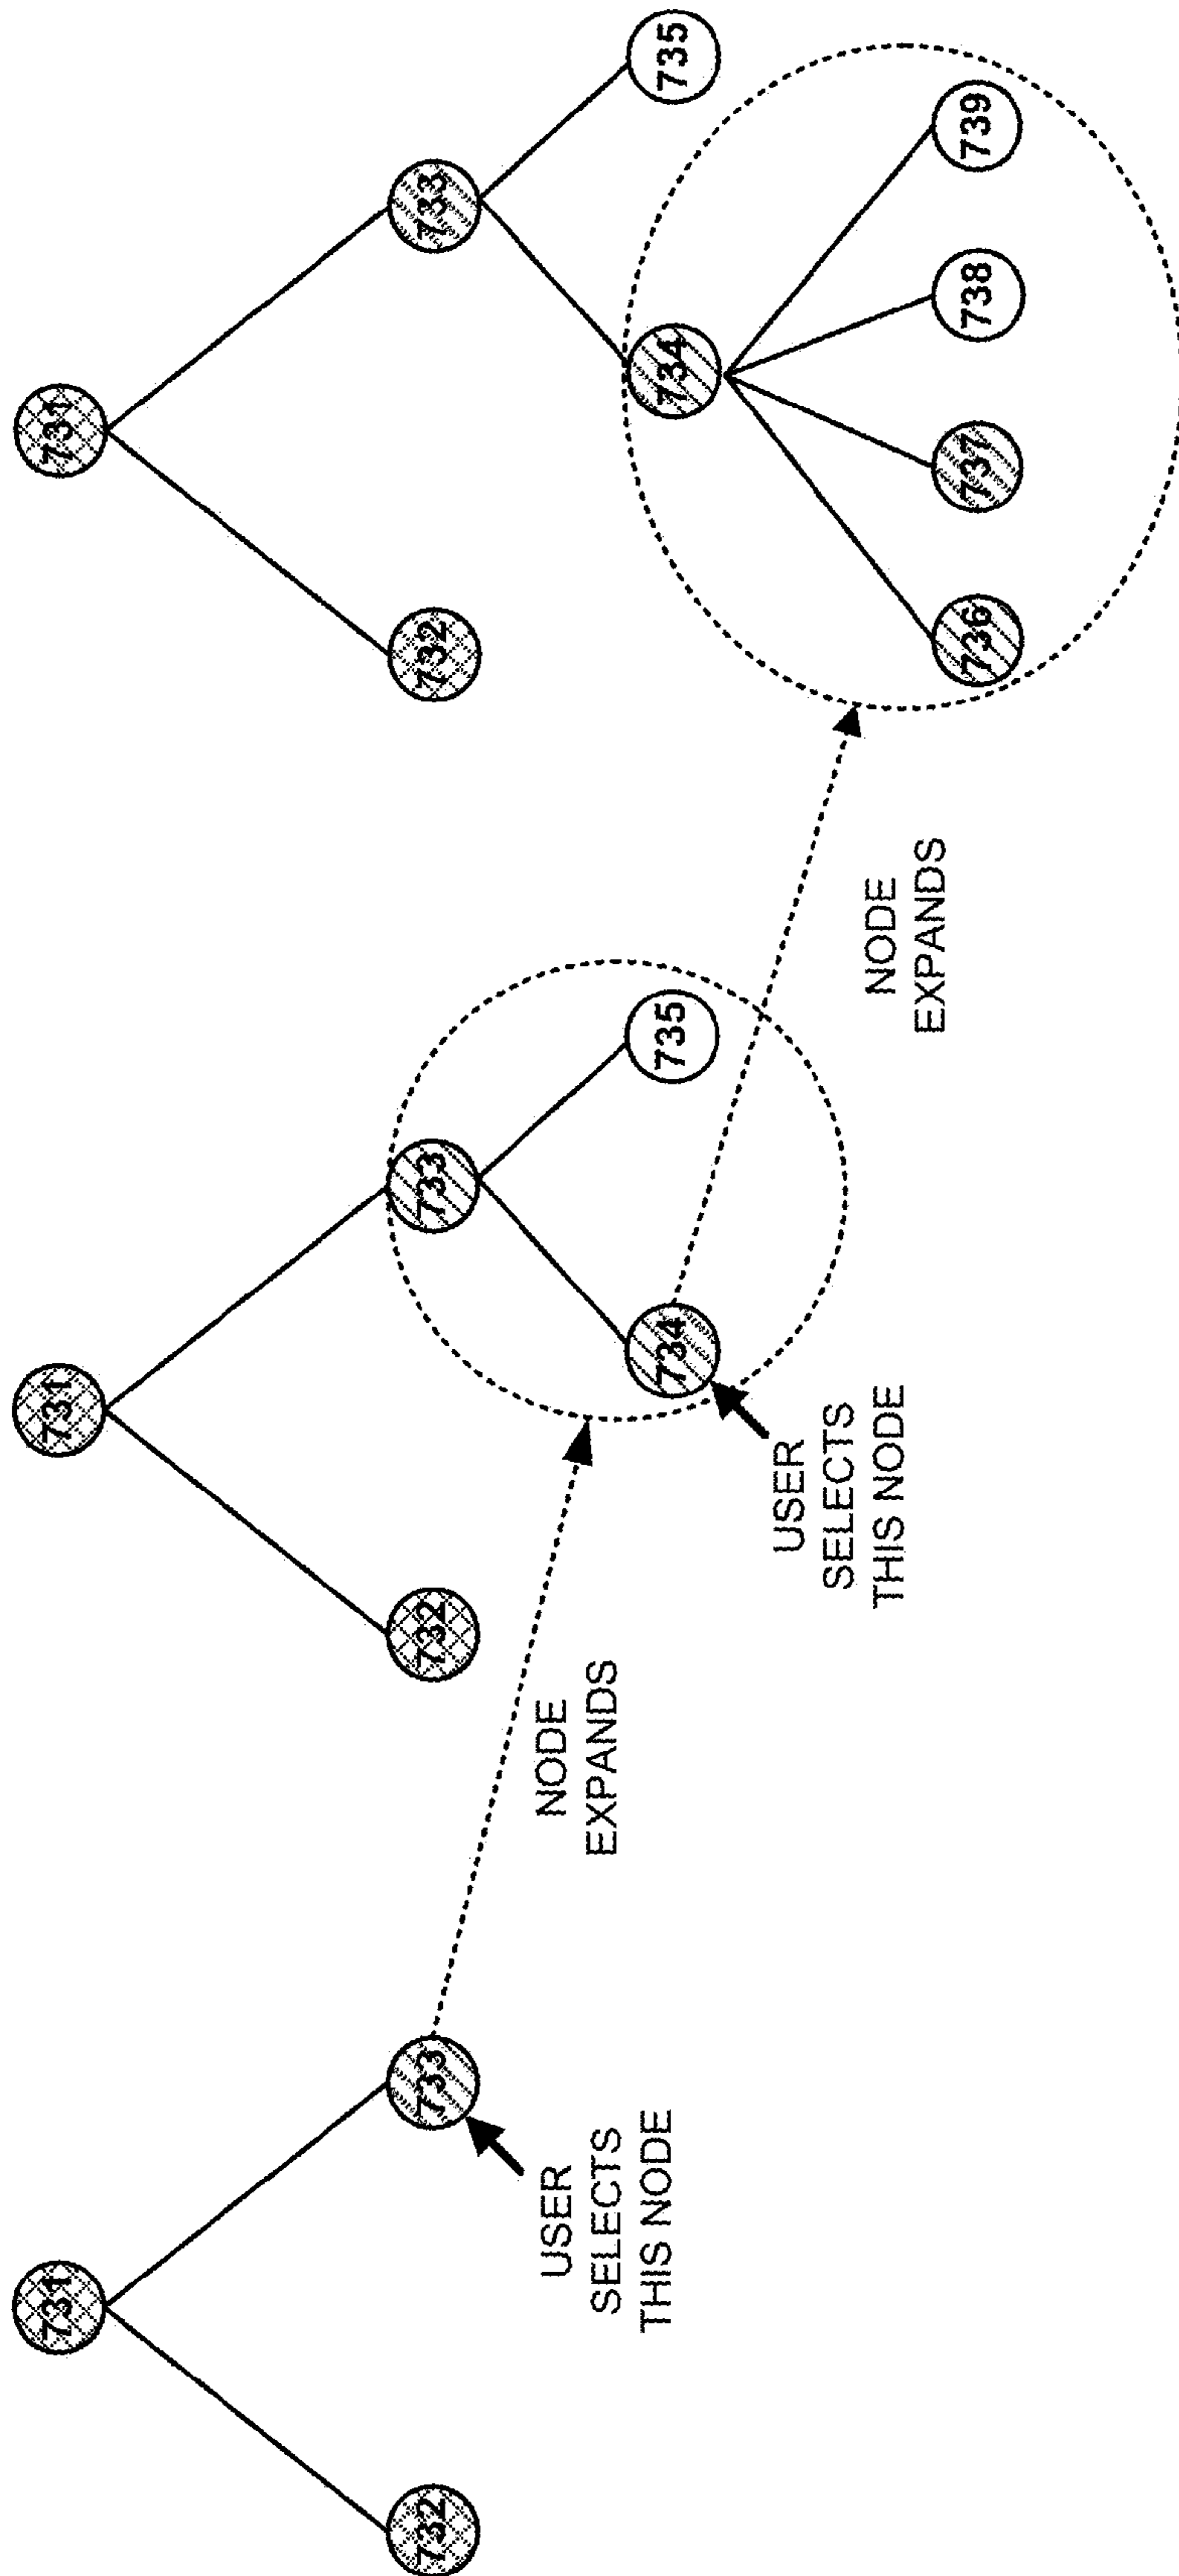 731
732
733
USER
SELECTS
THIS NODE
NODE
EXPANDS
731
732
733
734
735
USER
SELECTS
THIS NODE
NODE
EXPANDS
731
732
733
734
735
736
737
738
739